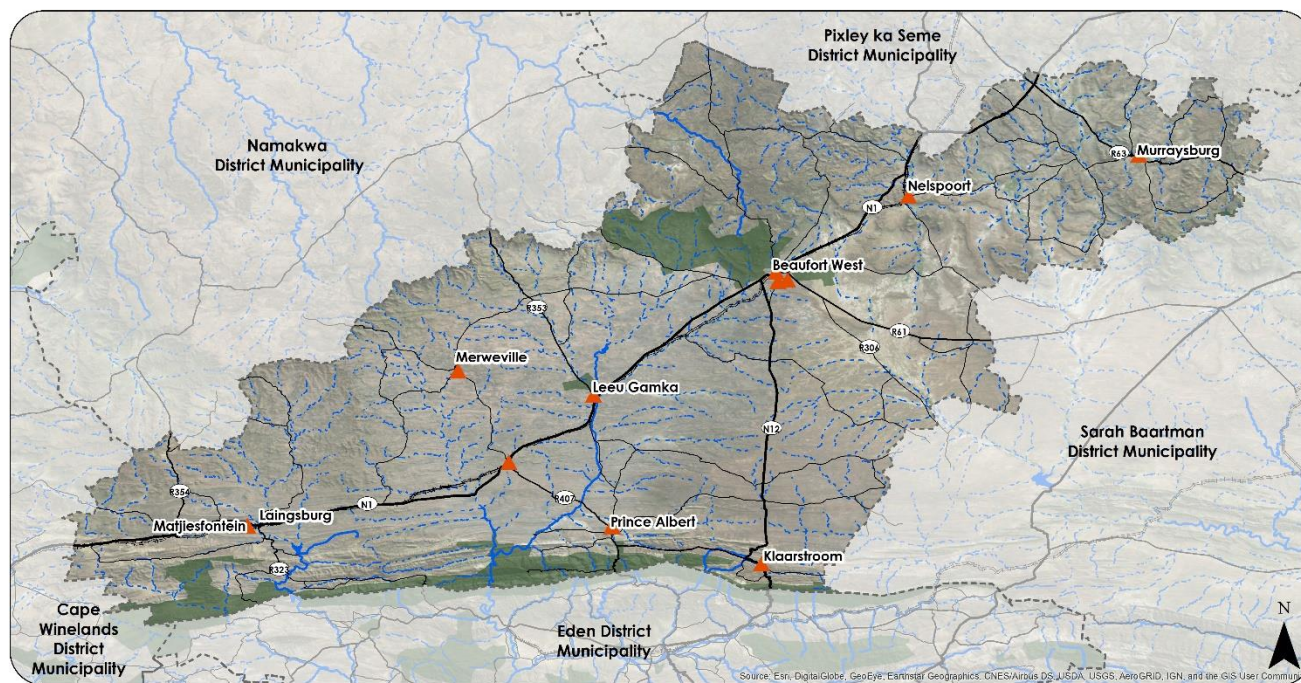 Pixley ka Seme
District Municipality
Namakwa
District Municipality
R63
Murraysburg
Nelspoort
N1
Beaufort West
R353
R61
R306
Merweville
Leeu Gamka
N12
Sarah Baartman
District Municipality
R354
N1
R407
Laingsburg
Matjiesfontein
Prince Albert
Klaarstroom
R323
Cape
Winelands
District
Municipality
Eden District
Municipality
N
Source: Esri, DigitalGlobe, GeoEye, Earthstar Geographics, CNES/Airbus DS, USDA, USGS, AeroGRID, IGN, and the GIS User Commun